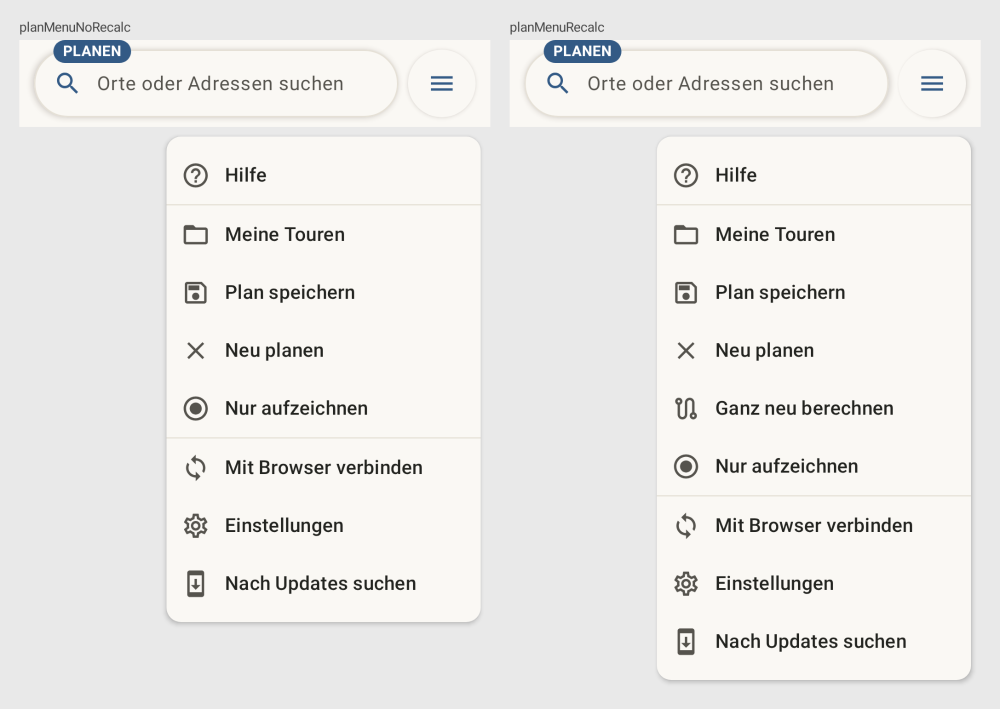 planMenuNoRecalc
PLANEN
Orte oder Adressen suchen
Hilfe
Meine Touren
Plan speichern
Neu planen
Nur aufzeichnen
Mit Browser verbinden
Einstellungen
Nach Updates suchen
planMenuRecalc
PLANEN
Orte oder Adressen suchen
Hilfe
Meine Touren
Plan speichern
Neu planen
Ganz neu berechnen
Nur aufzeichnen
Mit Browser verbinden
Einstellungen
Nach Updates suchen